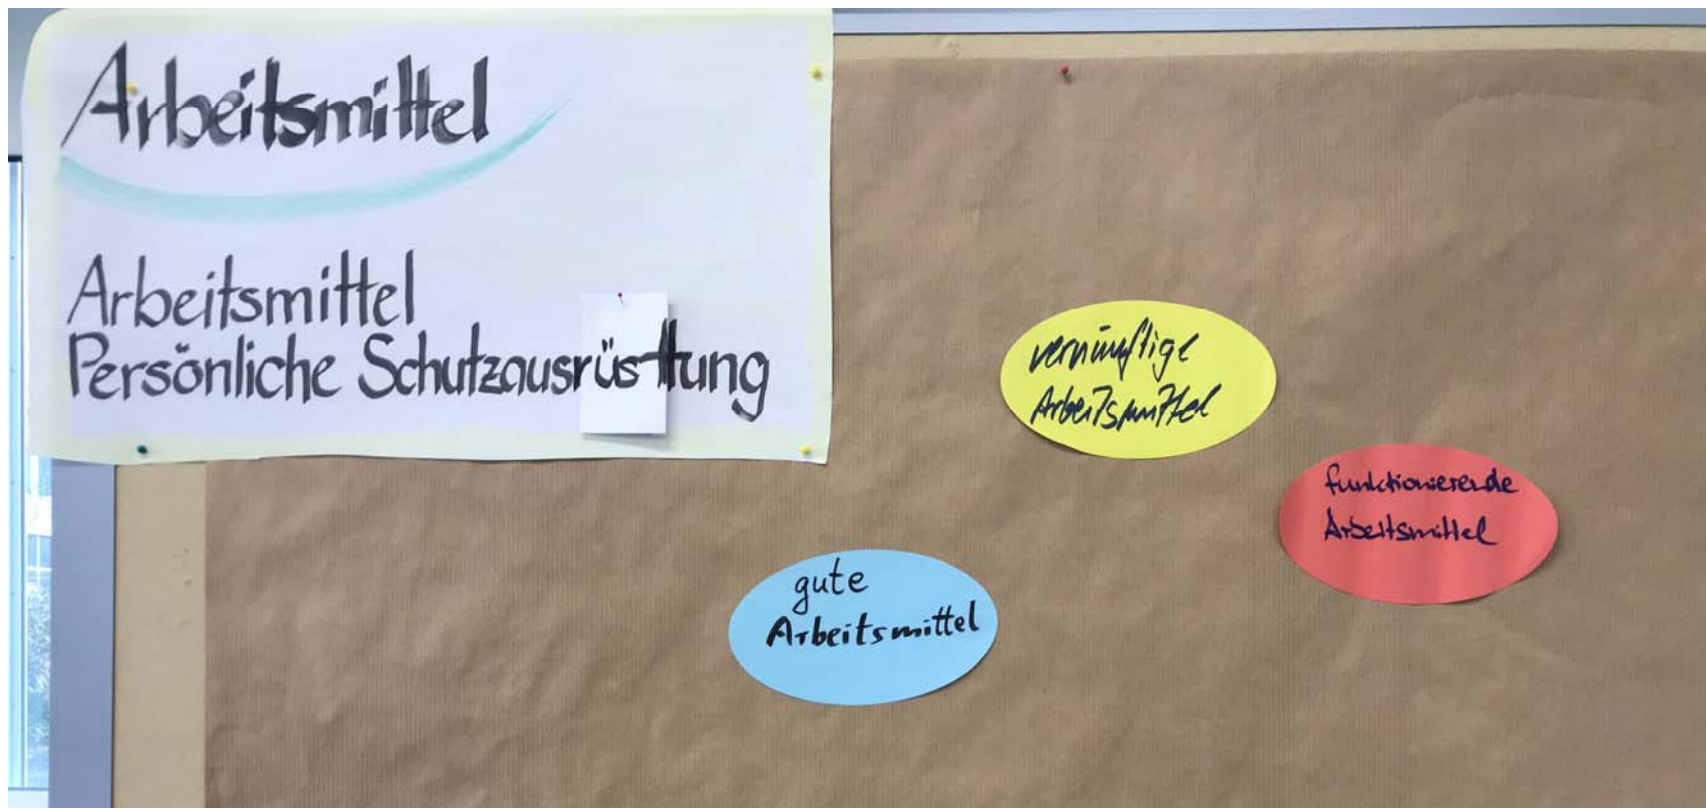 Arbeitsmittel
Arbeitsmittel
Persönliche Schutzausrüstung
vernünftige
Arbeitsmittel
funktionierende
Arbeitsmittel
gute
Arbeitsmittel